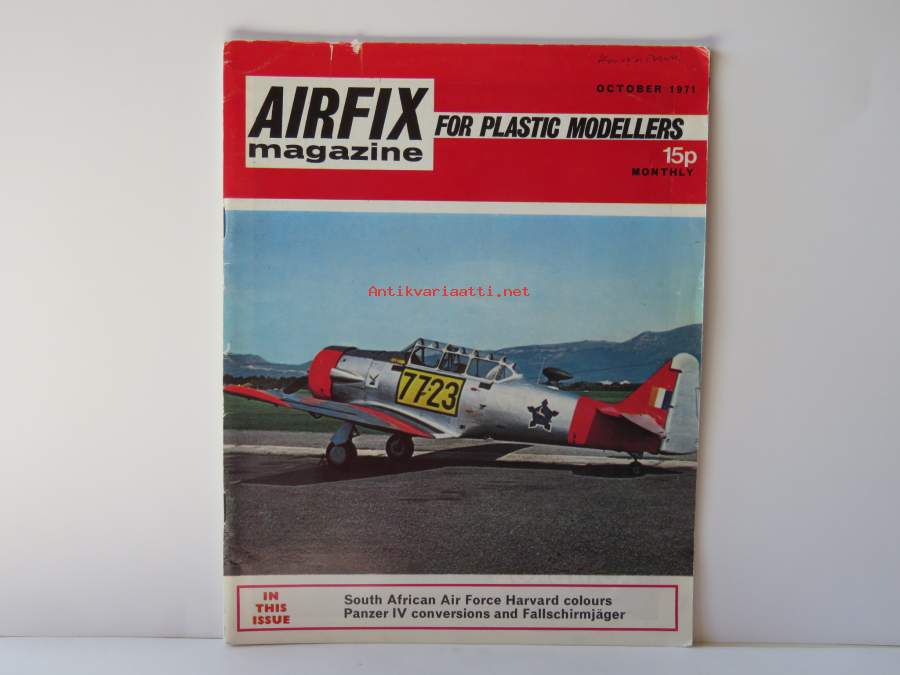 OCTOBER 1971
AIRFIX
magazine
FOR PLASTIC MODELLERS
15p
MONTHLY
Antikvariaatti.net
7723
IN
THIS
ISSUE
South African Air Force Harvard colours
Panzer IV conversions and Fallschirmjäger